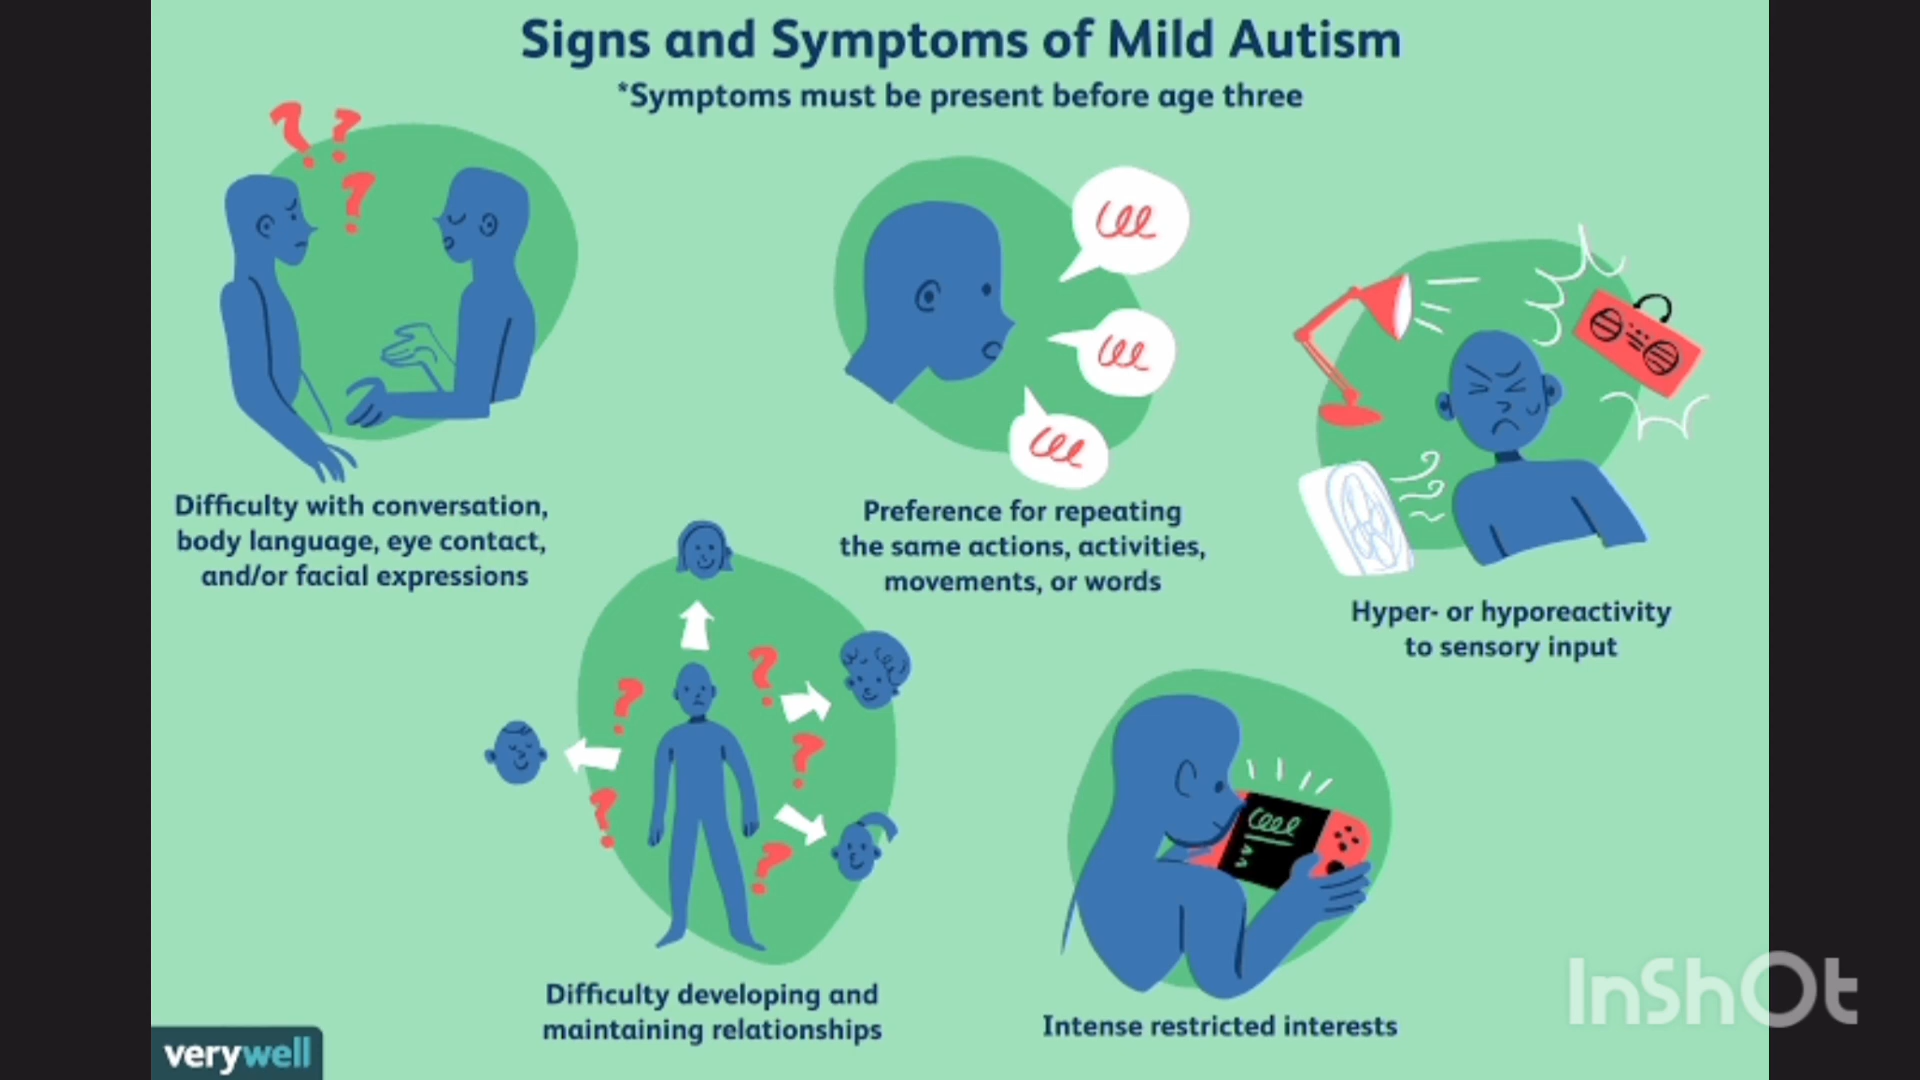 Signs and Symptoms of Mild Autism
*Symptoms must be present before age three
Difficulty with conversation,
body language, eye contact,
and/or facial expressions
Preference for repeating
the same actions, activities,
movements, or words
Hyper- or hyporeactivity
to sensory input
Difficulty developing and
maintaining relationships
Intense restricted interests
verywell
InShOt